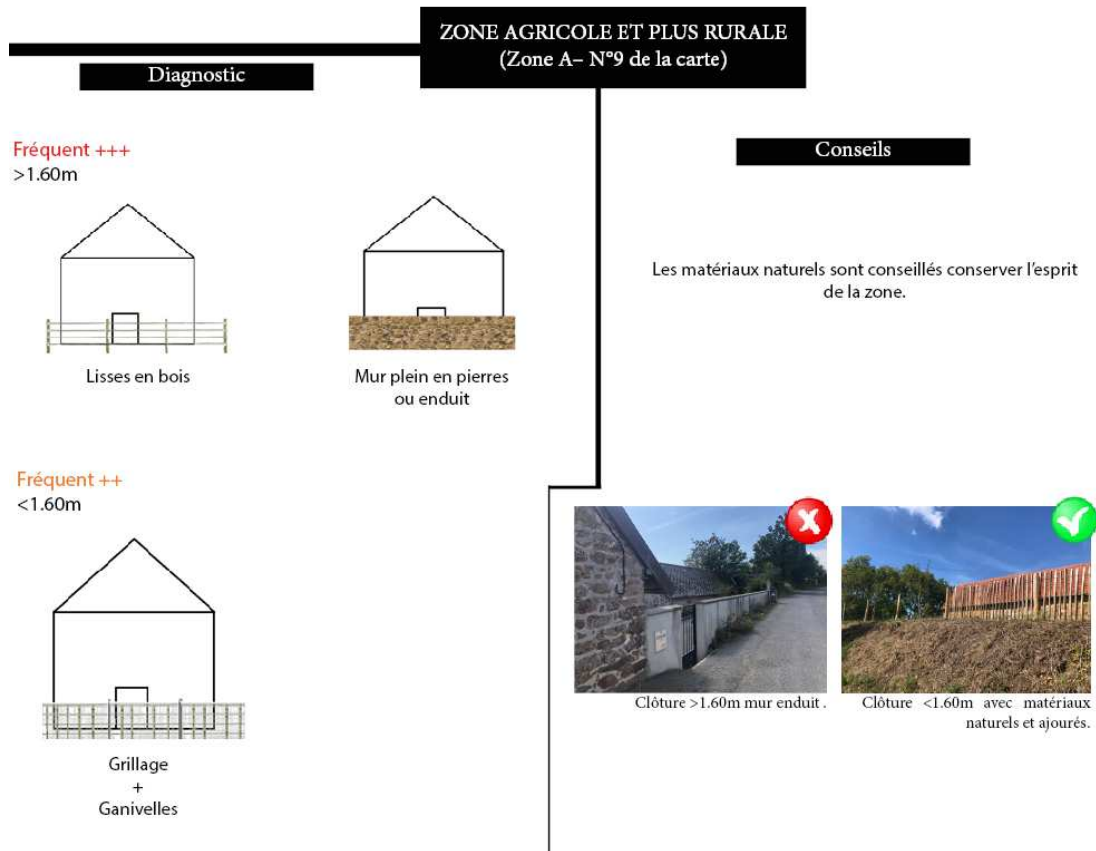 ZONE AGRICOLE ET PLUS RURALE
(Zone A– N°9 de la carte)
Diagnostic
Fréquent +++
>1.60m
Lisses en bois
Mur plein en pierres
ou enduit
Fréquent ++
<1.60m
Grillage
+
Ganivelles
Conseils
Les matériaux naturels sont conseillés conserver l’esprit
de la zone.
Clôture >1.60m mur enduit .
Clôture <1.60m avec matériaux
naturels et ajourés.